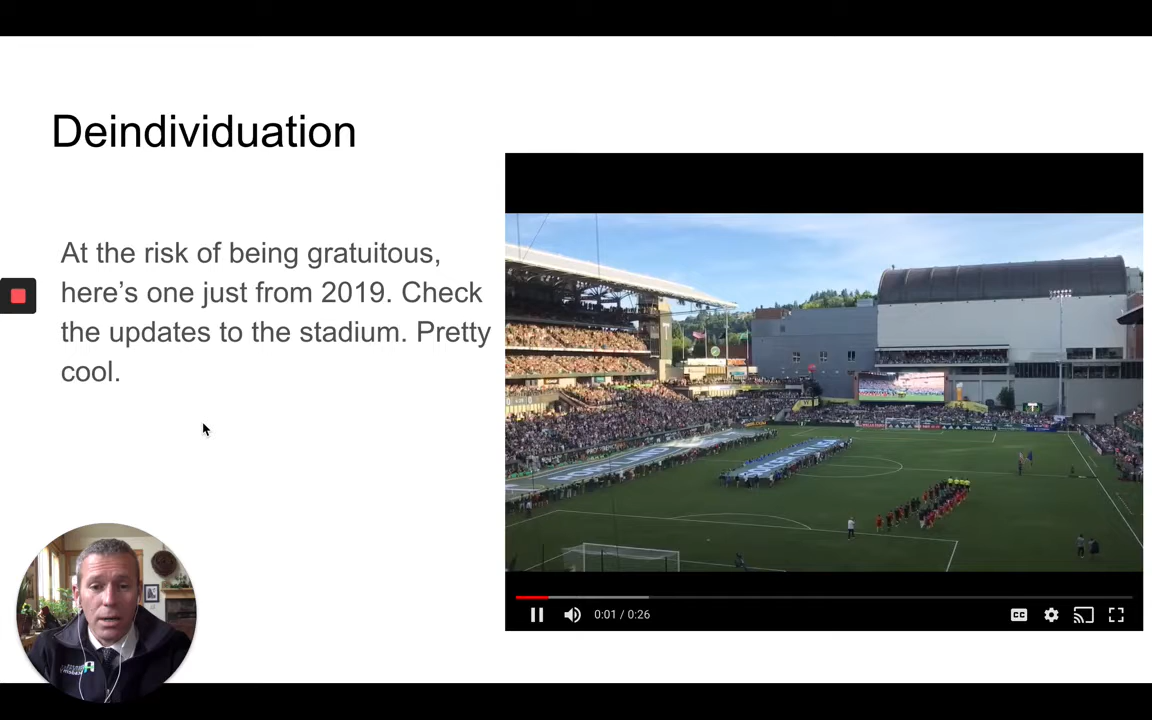 Deindividuation
At the risk of being gratuitous,
here’s one just from 2019. Check
the updates to the stadium. Pretty
cool.
0:01 / 0:26
CC